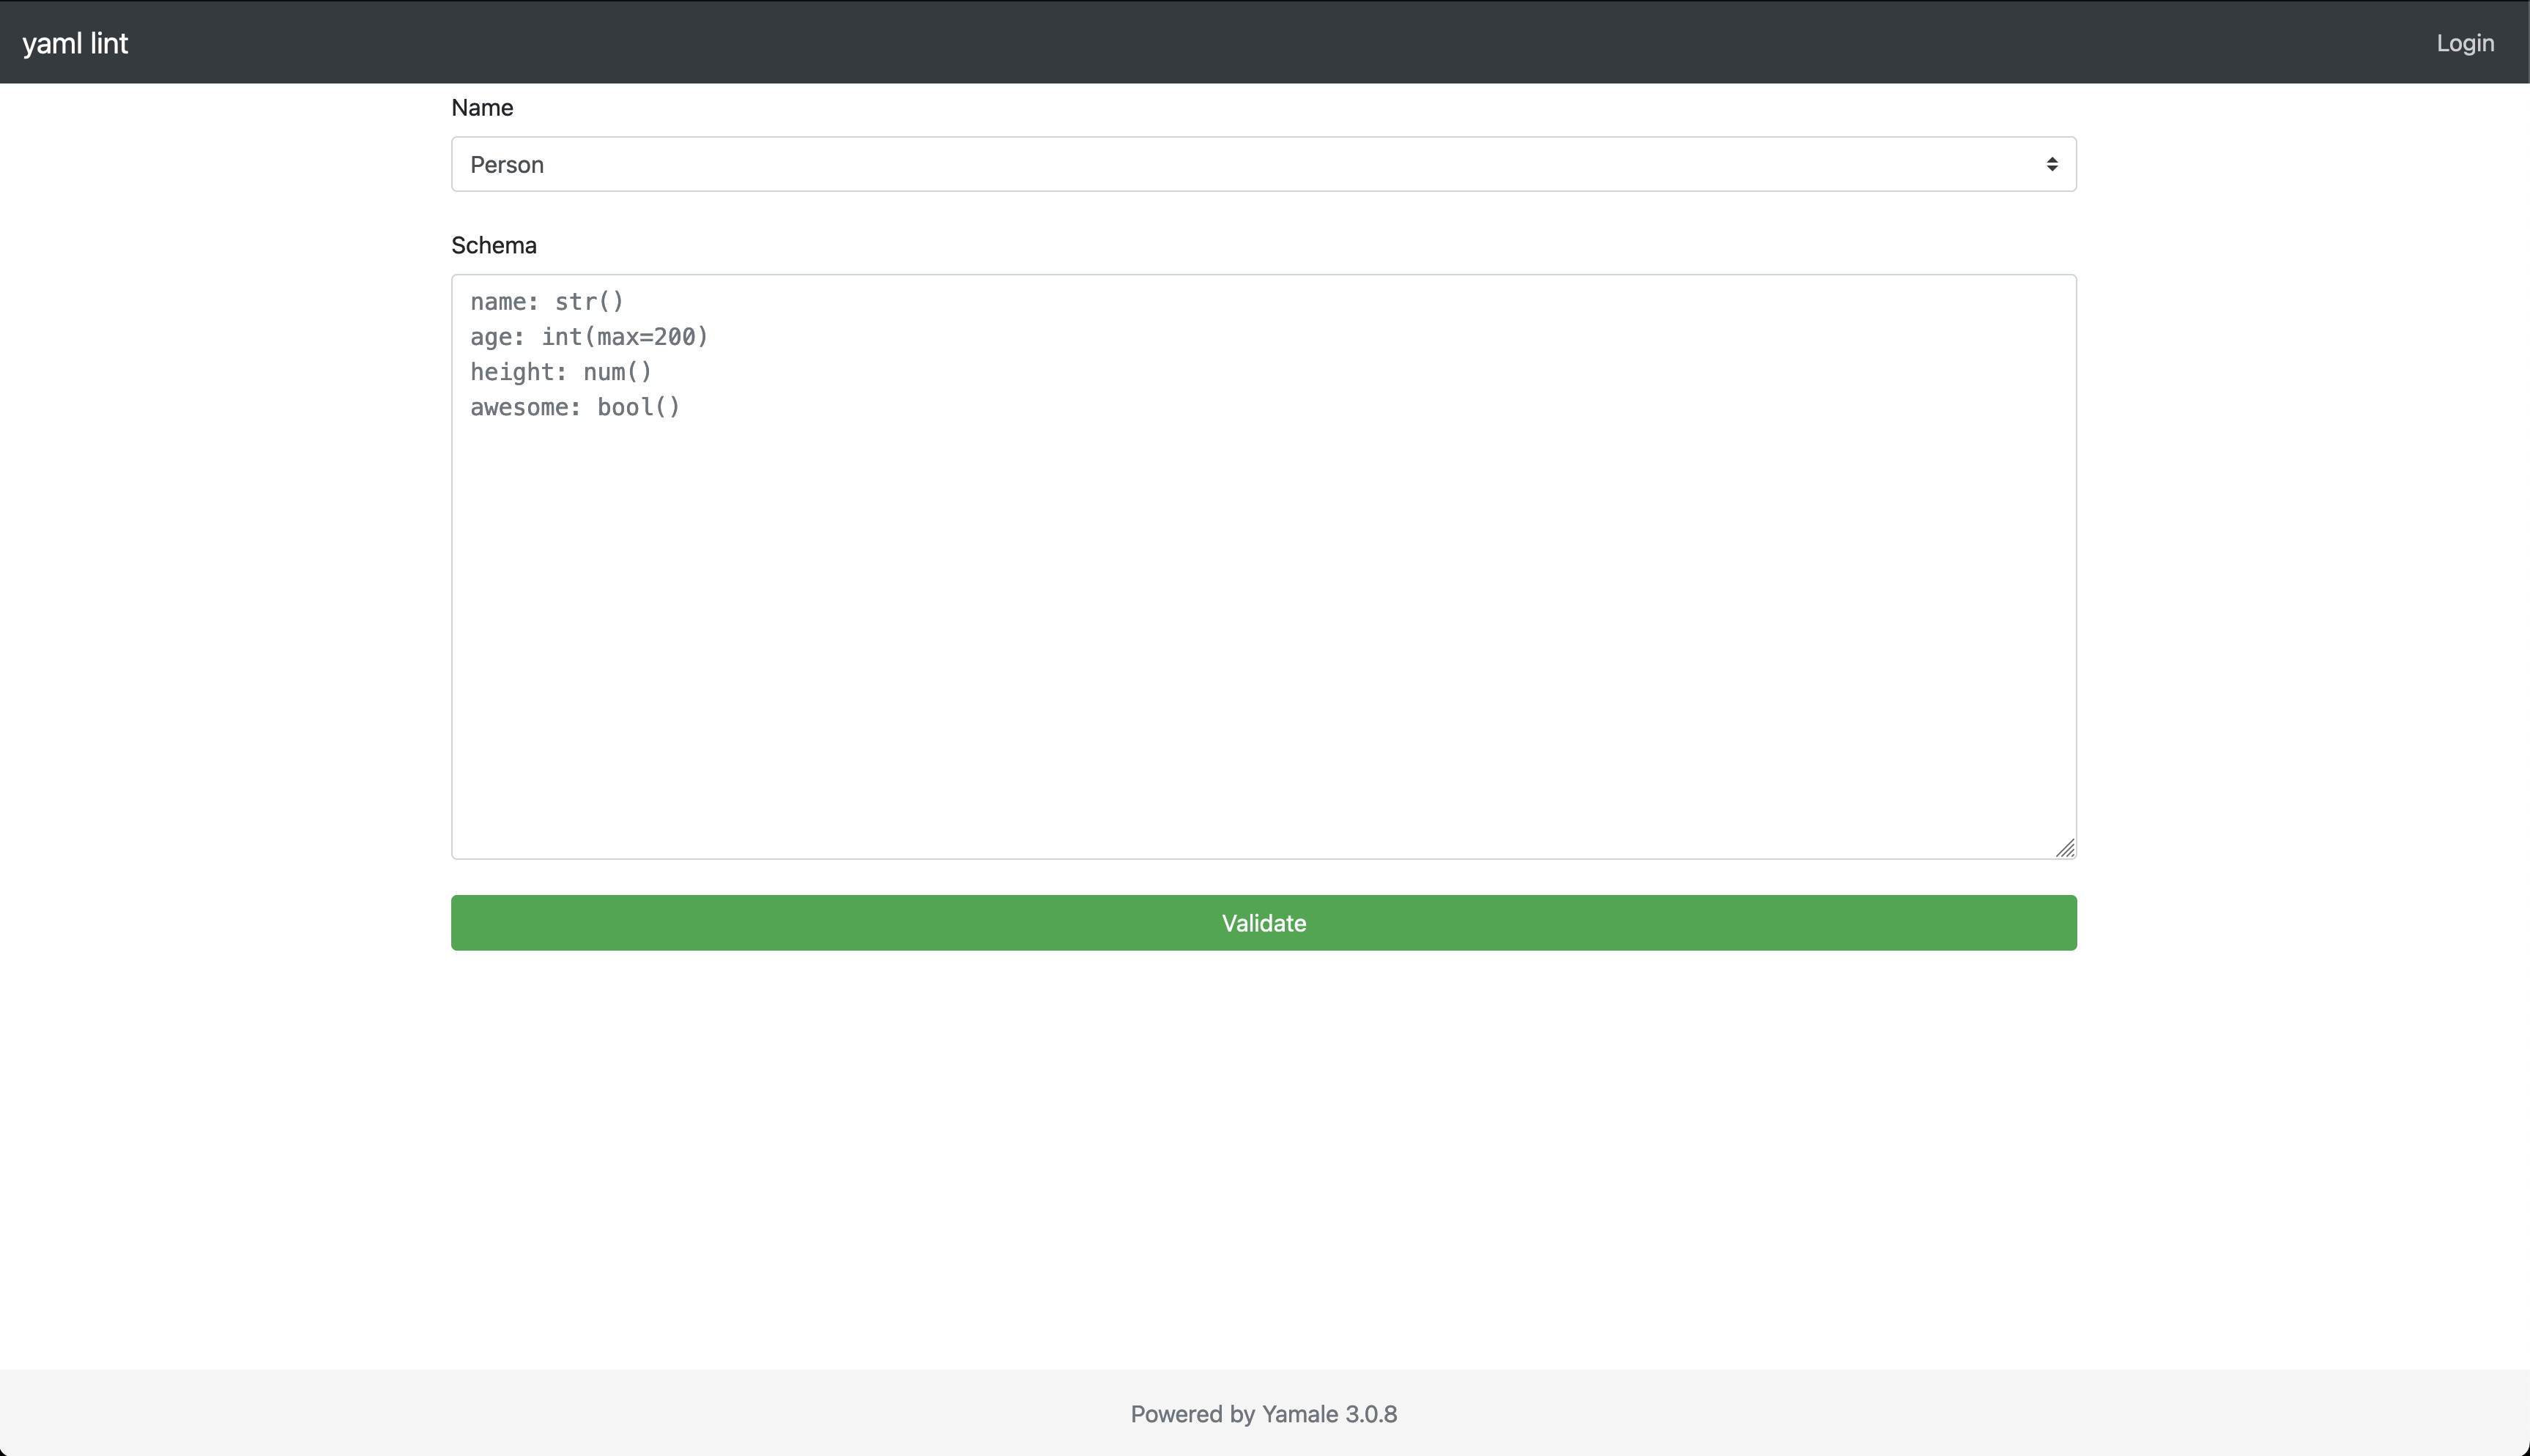 yaml lint
Login
Name
Person
Schema
name: str()
age: int(max=200)
height: num()
awesome: bool()
Validate
Powered by Yamale 3.0.8